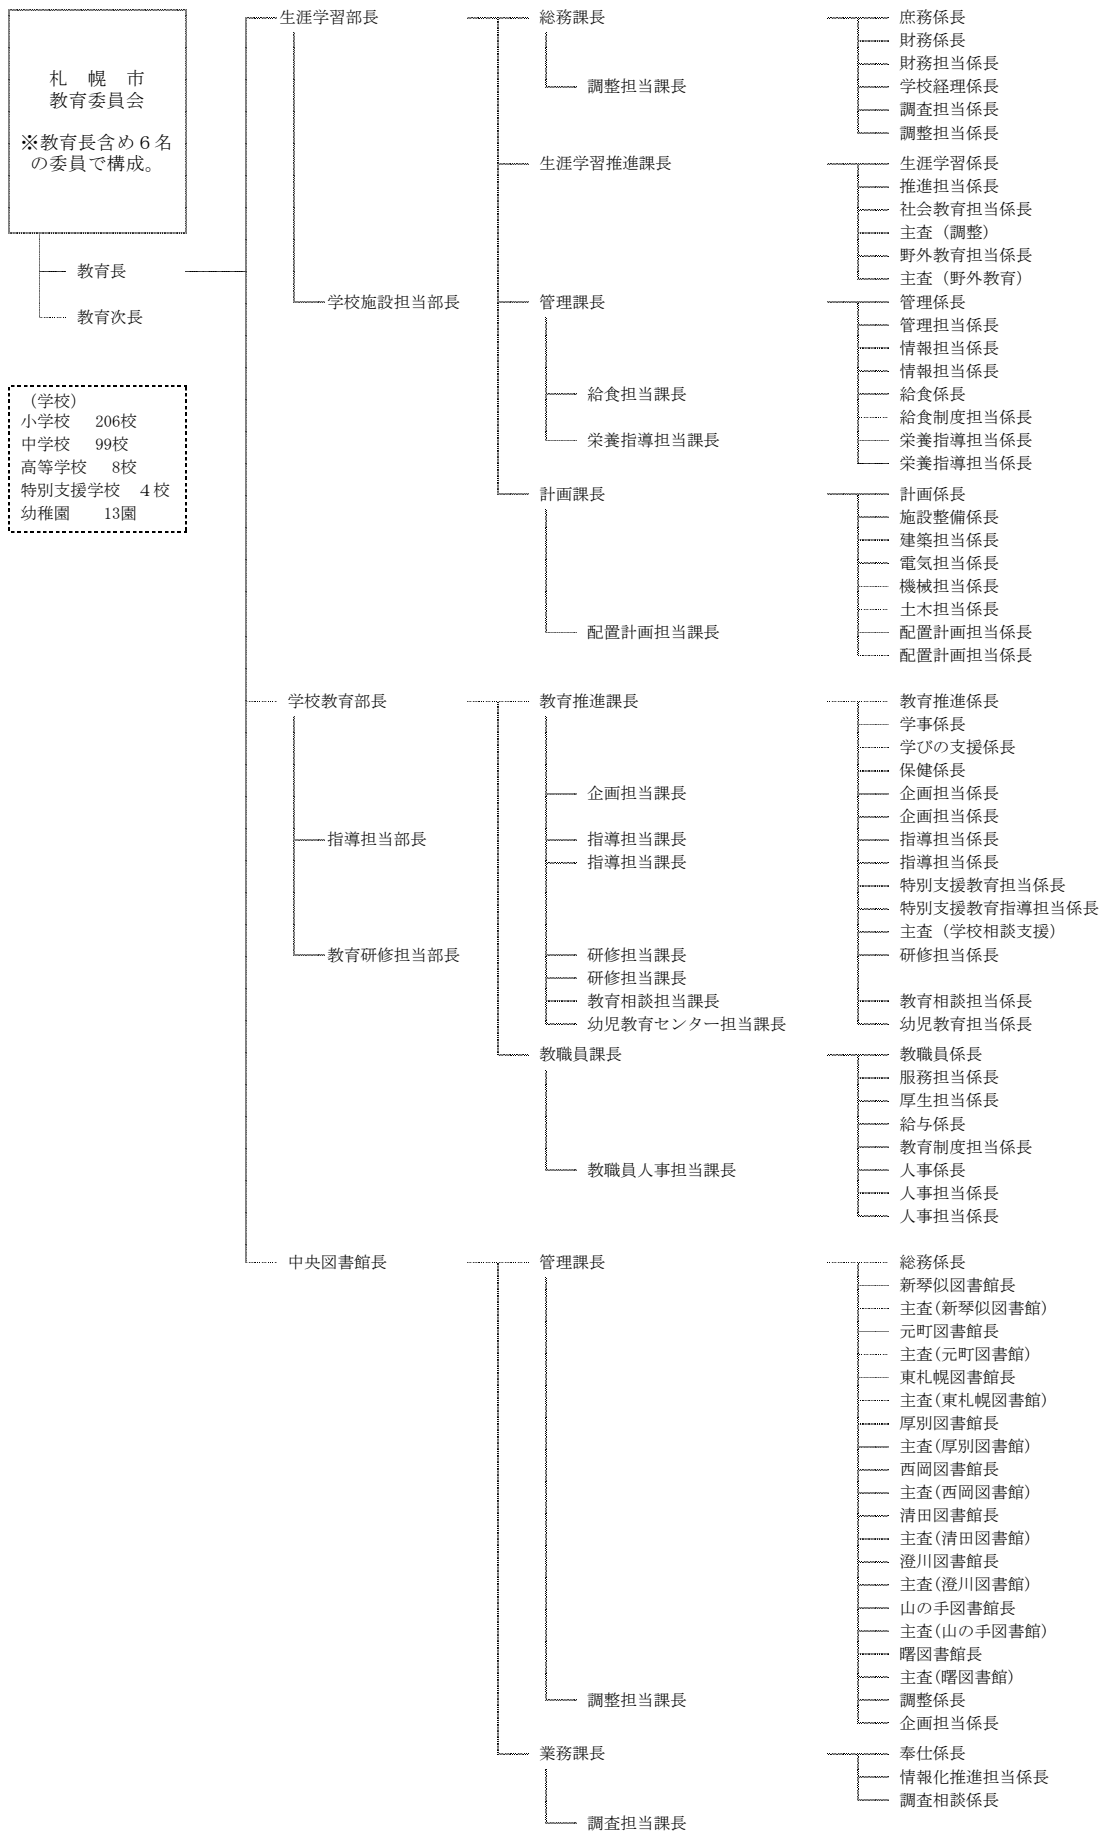 札　幌　市
教育委員会
※教育長含め６名
の委員で構成。
教育長
教育次長
（学校）
小学校　206校
中学校　99校
高等学校　8校
特別支援学校　４校
幼稚園　13園
生涯学習部長
学校施設担当部長
総務課長
調整担当課長
庶務係長
財務係長
財務担当係長
学校経理係長
調査担当係長
調整担当係長
生涯学習推進課長
生涯学習係長
推進担当係長
社会教育担当係長
主査（調整）
野外教育担当係長
主査（野外教育）
管理課長
給食担当課長
栄養指導担当課長
管理係長
管理担当係長
情報担当係長
情報担当係長
給食係長
給食制度担当係長
栄養指導担当係長
栄養指導担当係長
計画課長
配置計画担当課長
計画係長
施設整備係長
建築担当係長
電気担当係長
機械担当係長
土木担当係長
配置計画担当係長
配置計画担当係長
学校教育部長
指導担当部長
教育研修担当部長
教育推進課長
企画担当課長
指導担当課長
指導担当課長
研修担当課長
研修担当課長
教育相談担当課長
幼児教育センター担当課長
教育推進係長
学事係長
学びの支援係長
保健係長
企画担当係長
企画担当係長
指導担当係長
指導担当係長
特別支援教育担当係長
特別支援教育指導担当係長
主査（学校相談支援）
研修担当係長
教育相談担当係長
幼児教育担当係長
教職員課長
教職員人事担当課長
教職員係長
服務担当係長
厚生担当係長
給与係長
教育制度担当係長
人事係長
人事担当係長
人事担当係長
中央図書館長
管理課長
調整担当課長
総務係長
新琴似図書館長
主査(新琴似図書館)
元町図書館長
主査(元町図書館)
東札幌図書館長
主査(東札幌図書館)
厚別図書館長
主査(厚別図書館)
西岡図書館長
主査(西岡図書館)
清田図書館長
主査(清田図書館)
澄川図書館長
主査(澄川図書館)
山の手図書館長
主査(山の手図書館)
曙図書館長
主査(曙図書館)
調整係長
企画担当係長
業務課長
調査担当課長
奉仕係長
情報化推進担当係長
調査相談係長